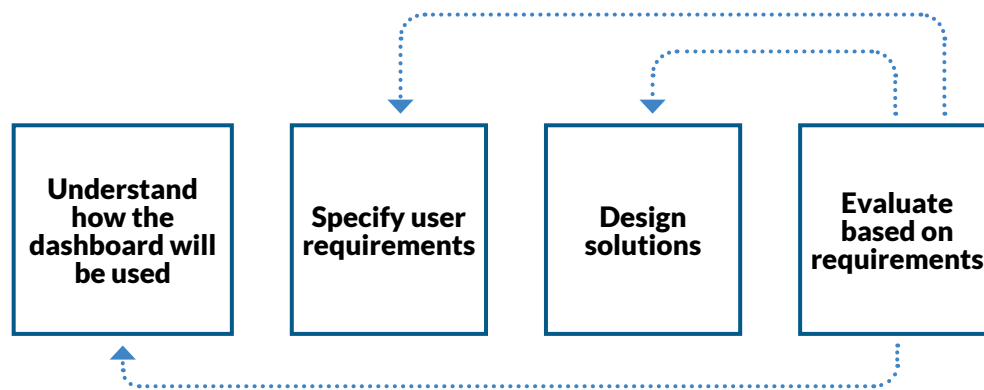 Understand
how the
dashboard will
be used
Specify user
requirements
Design
solutions
Evaluate
based on
requirements